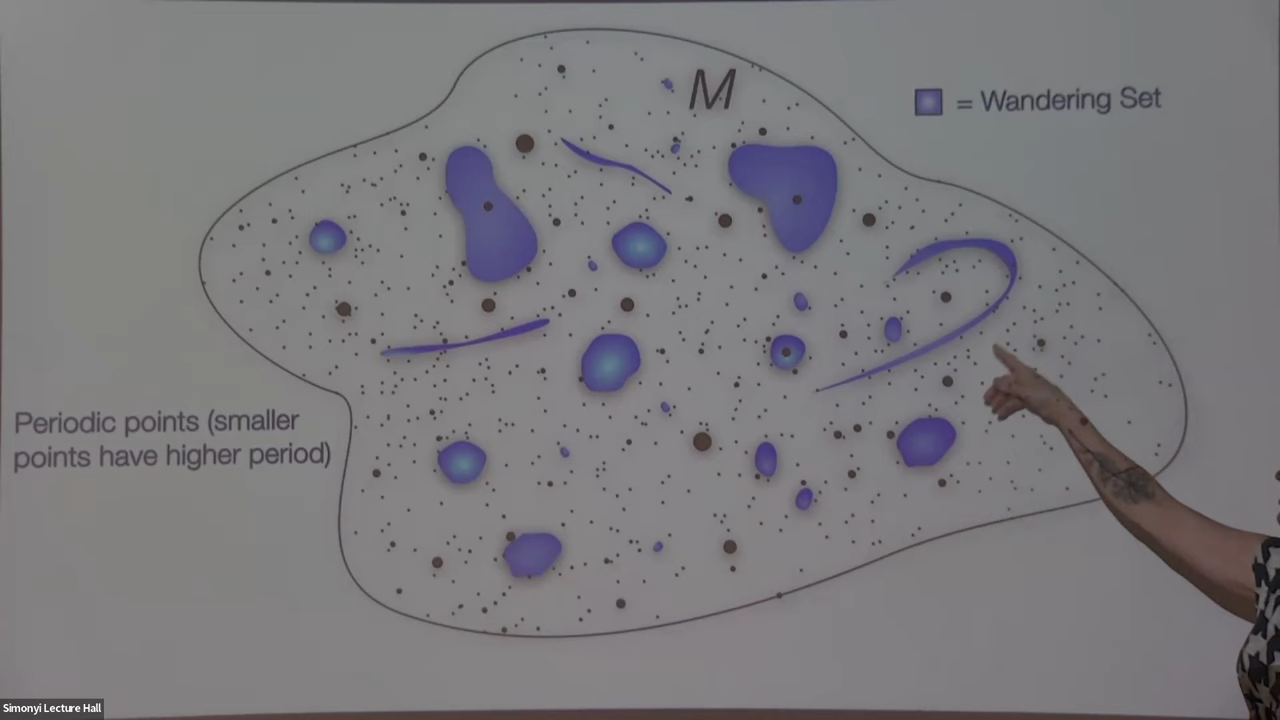 M
= Wandering Set
Periodic points (smaller
points have higher period)
Simonyi Lecture Hall